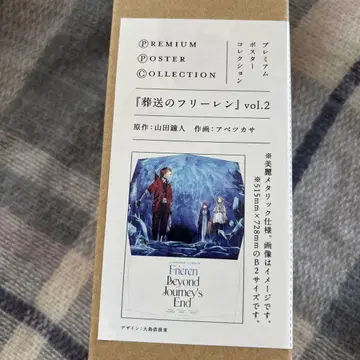 PREMIUM
POSTER
COLLECTION
プレミアム
ポスター
コレクション
『葬送のフリーレン』vol.2
原作：山田鐘人　作画：アベツカサ
※美麗メタリック仕様。画像はイメージです。
※515mm×728mmのB2サイズです。
Frieren
Beyond
Journey's
End